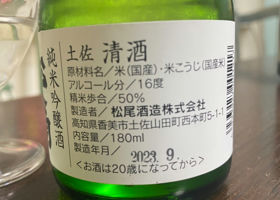 純米吟醸酒
土佐 清酒
原材料名／米(国産)・米こうじ(国産米)
アルコール分／16度
精米歩合／50%
製造者／松尾酒造株式会社
高知県香美市土佐山田町西本町5-1-1
内容量／180ml
製造年月／
2023.9.
<お酒は20歳になってから>